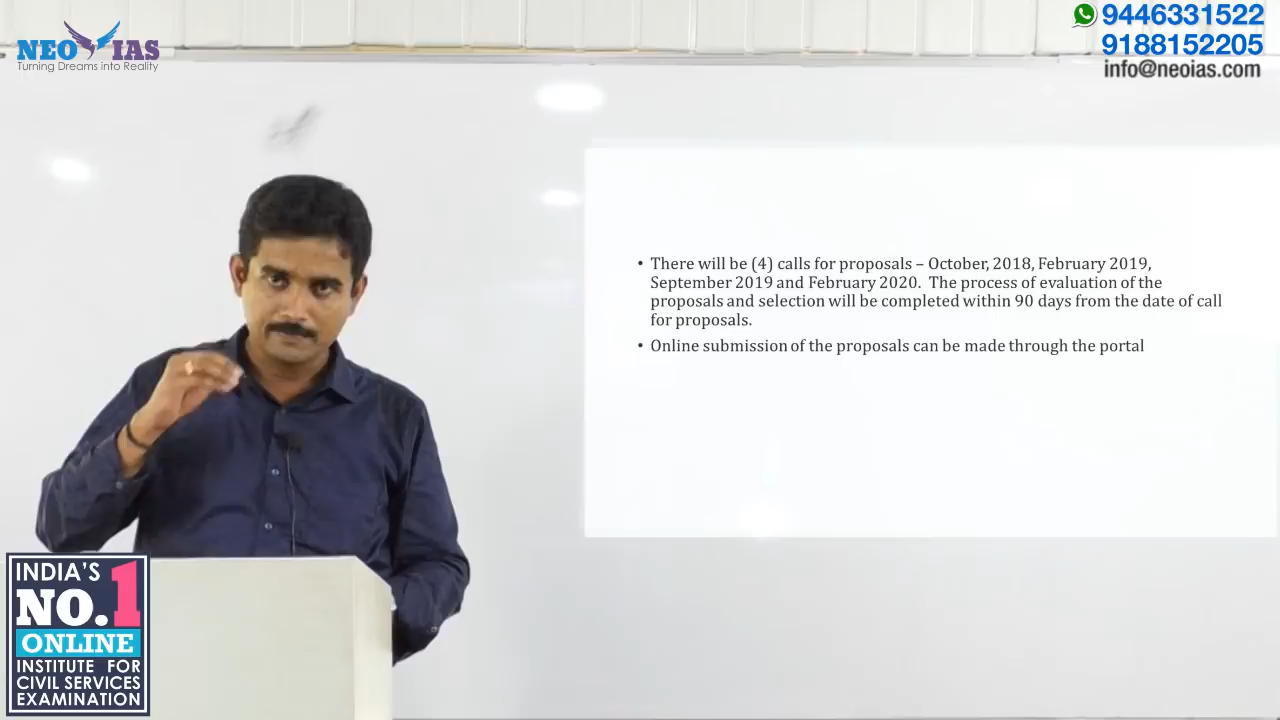 NEO IAS
Turning Dreams into Reality
9446331522
9188152205
info@neoias.com
• There will be (4) calls for proposals – October, 2018, February 2019,
September 2019 and February 2020.  The process of evaluation of the
proposals and selection will be completed within 90 days from the date of call
for proposals.
• Online submission of the proposals can be made through the portal
INDIA'S
NO.1
ONLINE
INSTITUTE FOR
CIVIL SERVICES
EXAMINATION